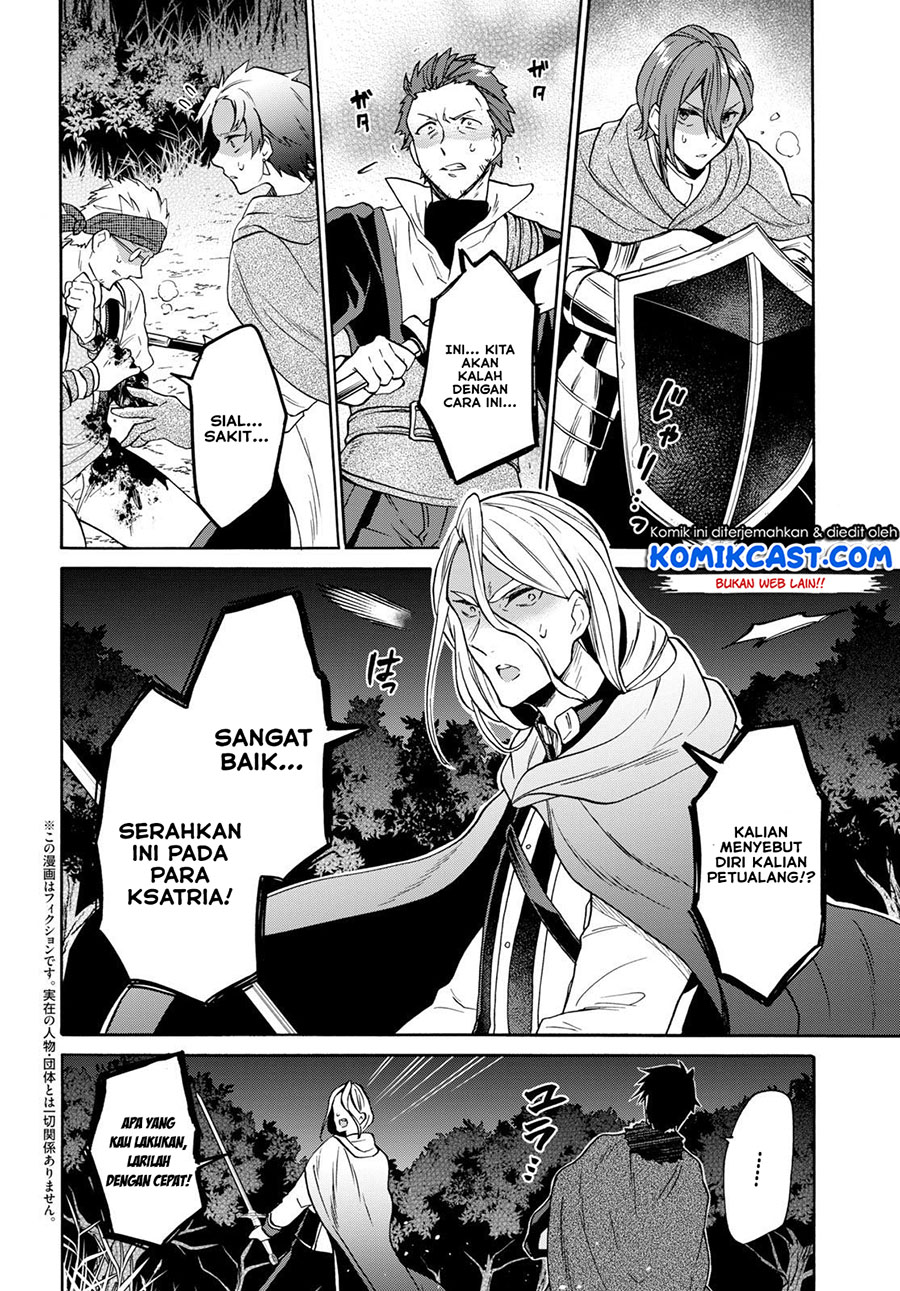 ガタ
ガタ
じゃ
リ…っ
INI... KITA
AKAN
KALAH
DENGAN
CARA INI...
SIAL...
SAKIT...
Komik ini diterjemahkan & diedit oleh
KOMIKCAST.COM
BUKAN WEB LAIN!!
KALIAN
MENYEBUT
DIRI KALIAN
PETUALANG!?
はっ
SANGAT
BAIK...
SERAHKAN
INI PADA
PARA
KSATRIA!
......
ユラ…
APA YANG
KAU LAKUKAN,
LARILAH
DENGAN CEPAT!
※この漫画はフィクションです。実在の人物・団体とは一切関係ありません。